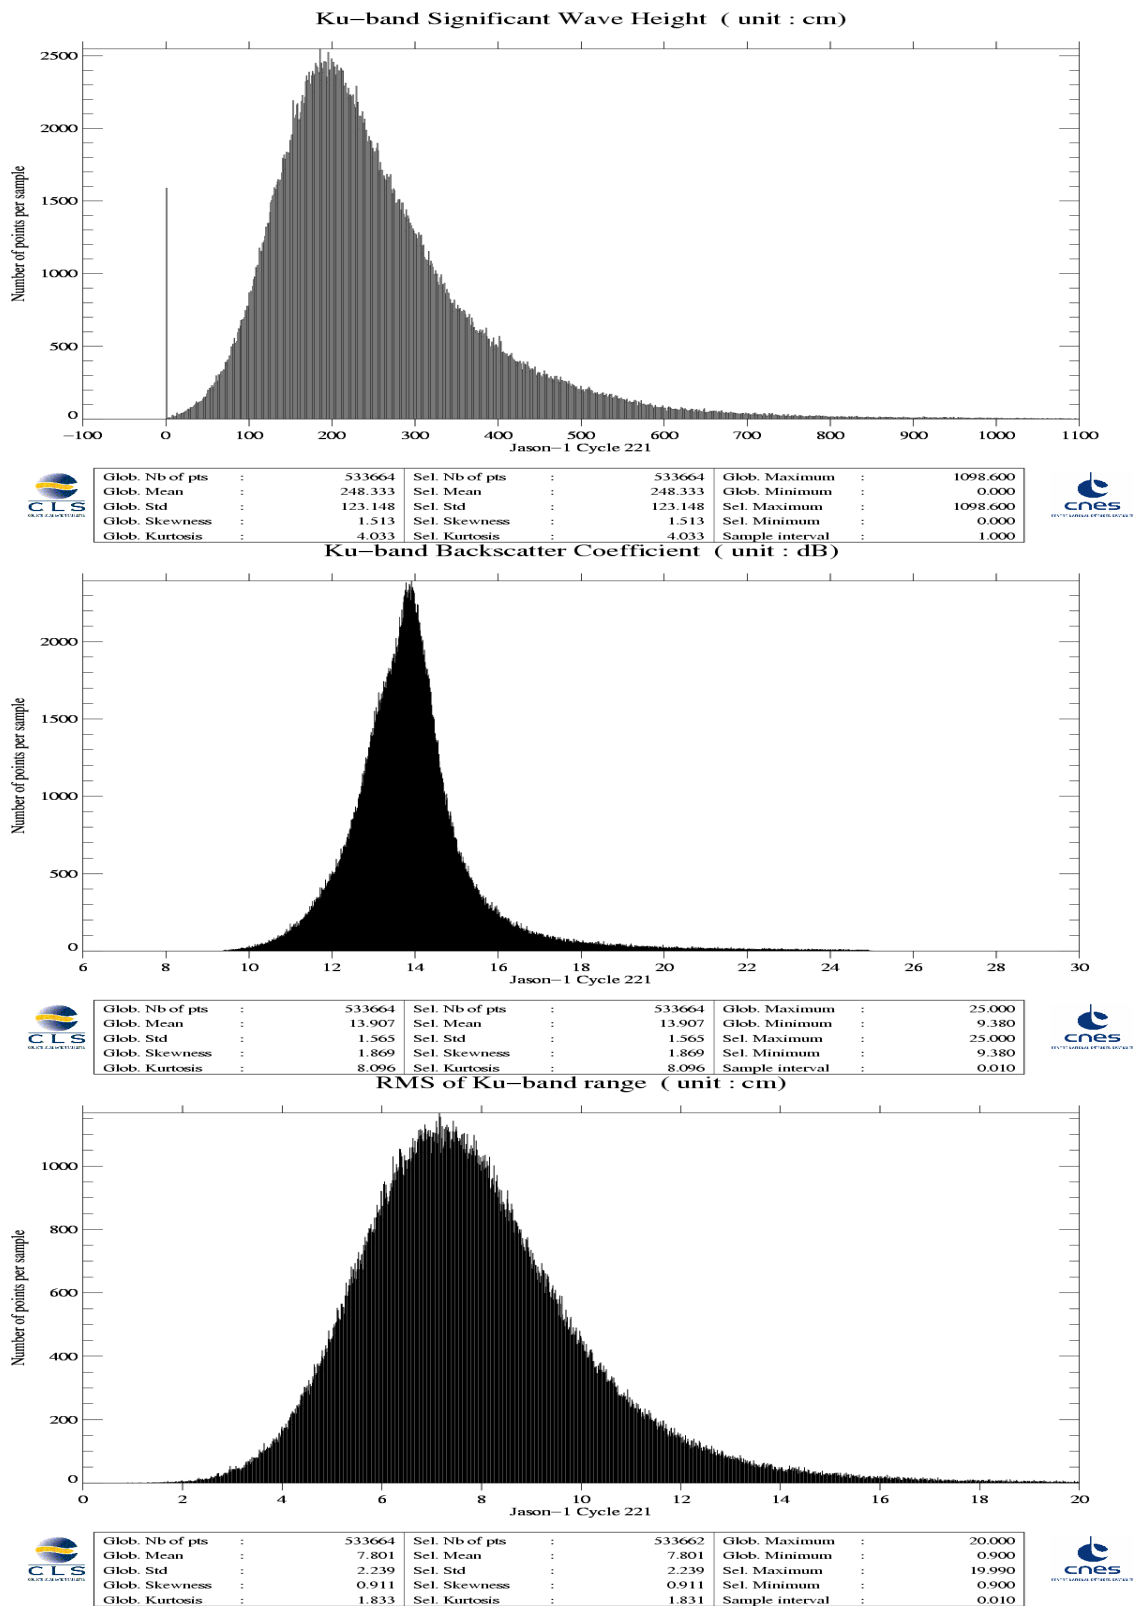 Ku-band Significant Wave Height ( unit : cm)
Number of points per sample
2500
2000
1500
1000
500
0
-100 0 100 200 300 400 500 600 700 800 900 1000 1100
Jason-1 Cycle 221
CLS
cnes
Glob. Nb of pts : 533664 Sel. Nb of pts : 533664 Glob. Maximum : 1098.600
Glob. Mean : 248.333 Sel. Mean : 248.333 Glob. Minimum : 0.000
Glob. Std : 123.148 Sel. Std : 123.148 Sel. Maximum : 1098.600
Glob. Skewness : 1.513 Sel. Skewness : 1.513 Sel. Minimum : 0.000
Glob. Kurtosis : 4.033 Sel. Kurtosis : 4.033 Sample interval : 1.000
Ku-band Backscatter Coefficient ( unit : dB)
Number of points per sample
2000
1500
1000
500
0
6 8 10 12 14 16 18 20 22 24 26 28 30
Jason-1 Cycle 221
CLS
cnes
Glob. Nb of pts : 533664 Sel. Nb of pts : 533664 Glob. Maximum : 25.000
Glob. Mean : 13.907 Sel. Mean : 13.907 Glob. Minimum : 9.380
Glob. Std : 1.565 Sel. Std : 1.565 Sel. Maximum : 25.000
Glob. Skewness : 1.869 Sel. Skewness : 1.869 Sel. Minimum : 9.380
Glob. Kurtosis : 8.096 Sel. Kurtosis : 8.096 Sample interval : 0.010
RMS of Ku-band range ( unit : cm)
Number of points per sample
1000
800
600
400
200
0
0 2 4 6 8 10 12 14 16 18 20
Jason-1 Cycle 221
CLS
cnes
Glob. Nb of pts : 533664 Sel. Nb of pts : 533662 Glob. Maximum : 20.000
Glob. Mean : 7.801 Sel. Mean : 7.801 Glob. Minimum : 0.900
Glob. Std : 2.239 Sel. Std : 2.239 Sel. Maximum : 19.990
Glob. Skewness : 0.911 Sel. Skewness : 0.911 Sel. Minimum : 0.900
Glob. Kurtosis : 1.833 Sel. Kurtosis : 1.831 Sample interval : 0.010